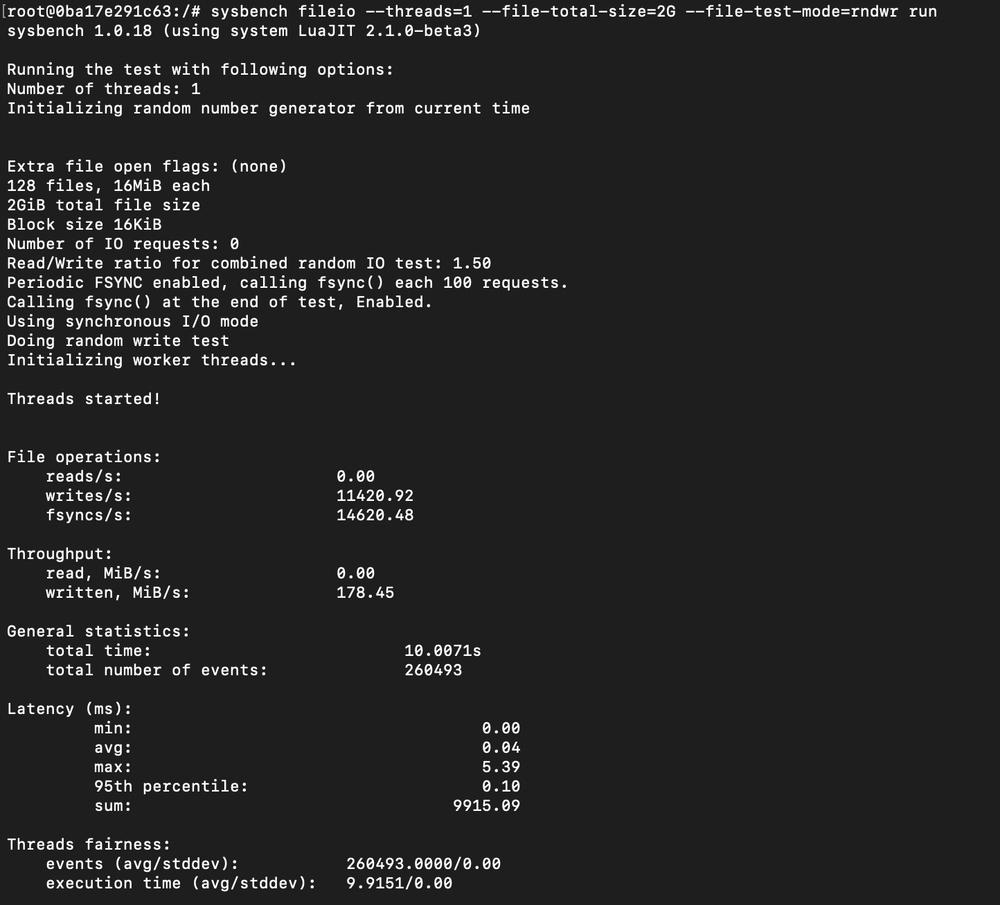 [root@0ba17e291c63:/# sysbench fileio --threads=1 --file-total-size=2G --file-test-mode=rndwr run
sysbench 1.0.18 (using system LuaJIT 2.1.0-beta3)
Running the test with following options:
Number of threads: 1
Initializing random number generator from current time
Extra file open flags: (none)
128 files, 16MiB each
2GiB total file size
Block size 16KiB
Number of IO requests: 0
Read/Write ratio for combined random IO test: 1.50
Periodic FSYNC enabled, calling fsync() each 100 requests.
Calling fsync() at the end of test, Enabled.
Using synchronous I/O mode
Doing random write test
Initializing worker threads...
Threads started!
File operations:
reads/s: 0.00
writes/s: 11420.92
fsyncs/s: 14620.48
Throughput:
read, MiB/s: 0.00
written, MiB/s: 178.45
General statistics:
total time: 10.0071s
total number of events: 260493
Latency (ms):
min: 0.00
avg: 0.04
max: 5.39
95th percentile: 0.10
sum: 9915.09
Threads fairness:
events (avg/stddev): 260493.0000/0.00
execution time (avg/stddev): 9.9151/0.00